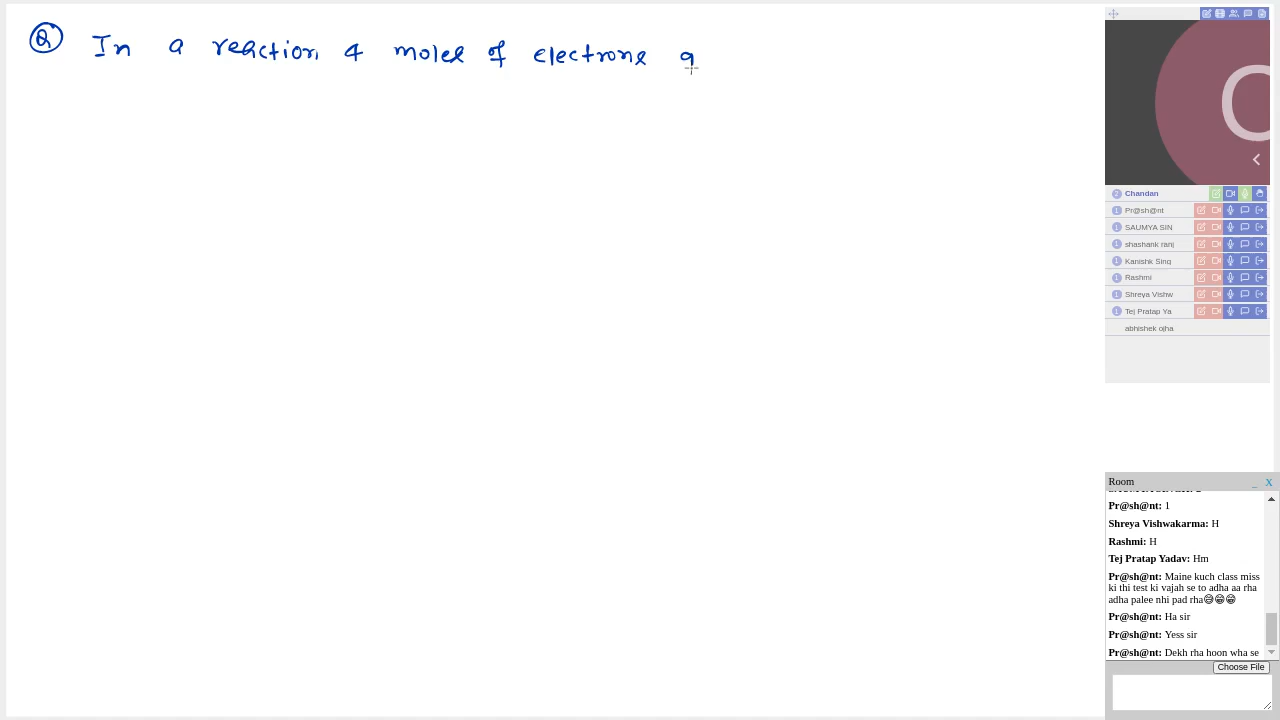 Q In a reaction 4 moles of electrons a
Chandan
Pr@sh@nt
SAUMYA SIN
shashank ranj
Kanishk Sing
Rashmi
Shreya Vishw
Tej Pratap Ya
abhishek ojha
Room _ X
Pr@sh@nt: 1
Shreya Vishwakarma: H
Rashmi: H
Tej Pratap Yadav: Hm
Pr@sh@nt: Maine kuch class miss
ki thi test ki vajah se to adha aa rha
adha palee nhi pad rha😅😁😁
Pr@sh@nt: Ha sir
Pr@sh@nt: Yess sir
Pr@sh@nt: Dekh rha hoon wha se
Choose File